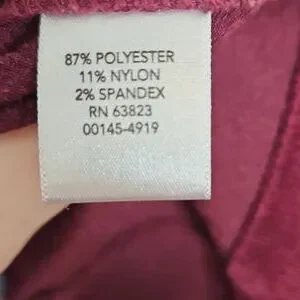 87% POLYESTER
11% NYLON
2% SPANDEX
RN 63823
00145-4919